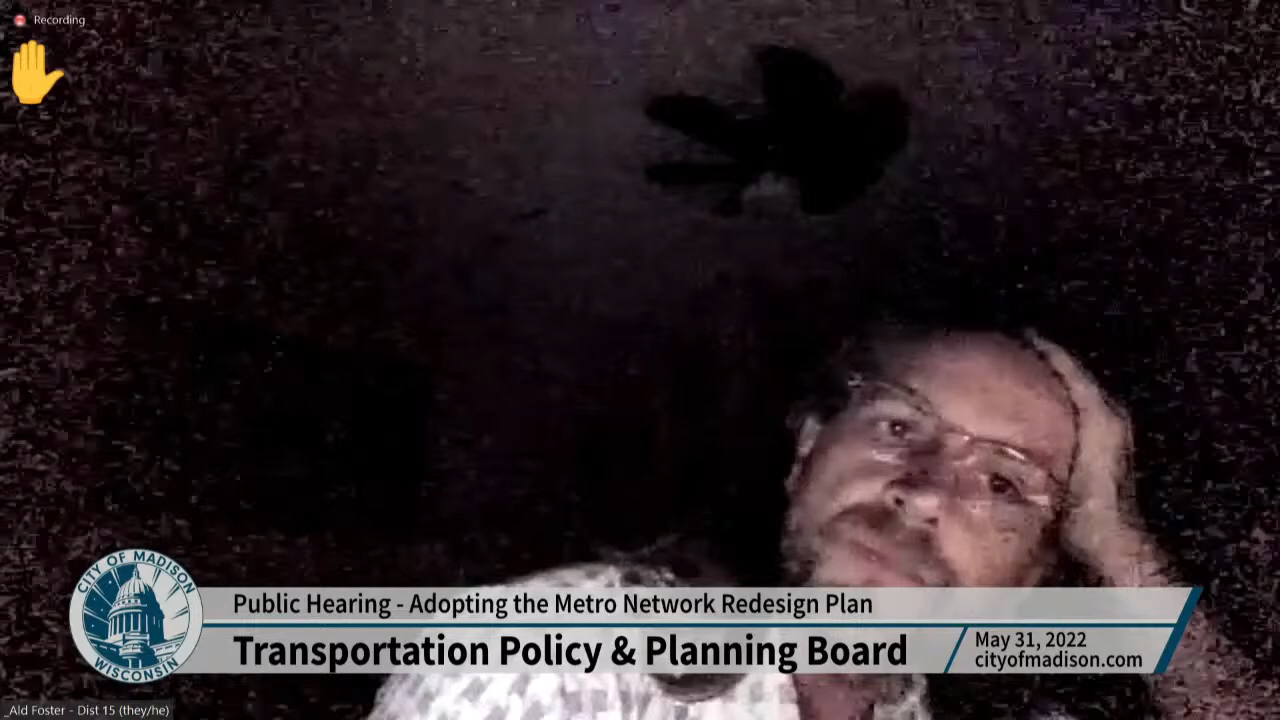 Recording
CITY OF MADISON
WISCONSIN
Public Hearing - Adopting the Metro Network Redesign Plan
Transportation Policy & Planning Board
May 31, 2022
cityofmadison.com
_Ald Foster - Dist 15 (they/he)